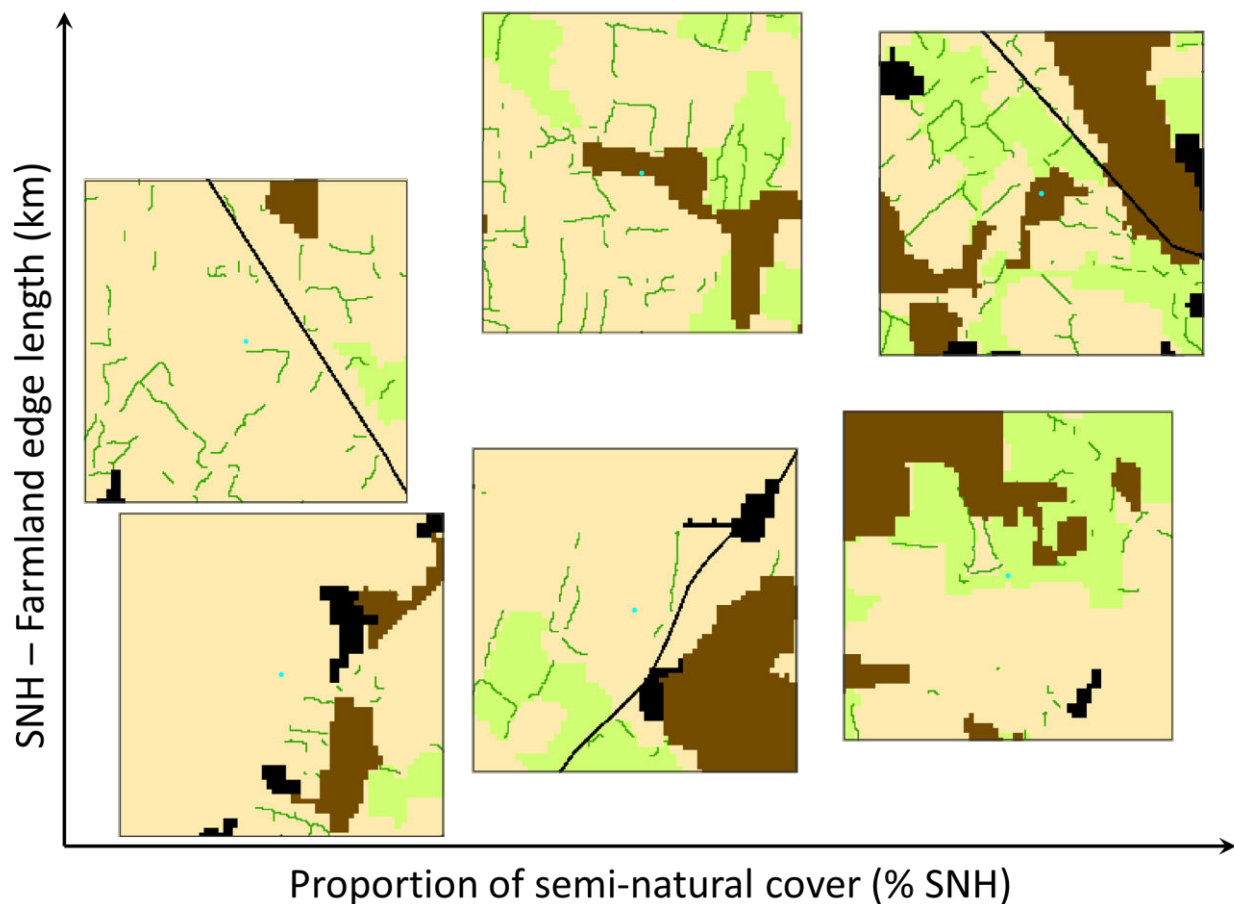 SNH – Farmland edge length (km)
Proportion of semi-natural cover (% SNH)